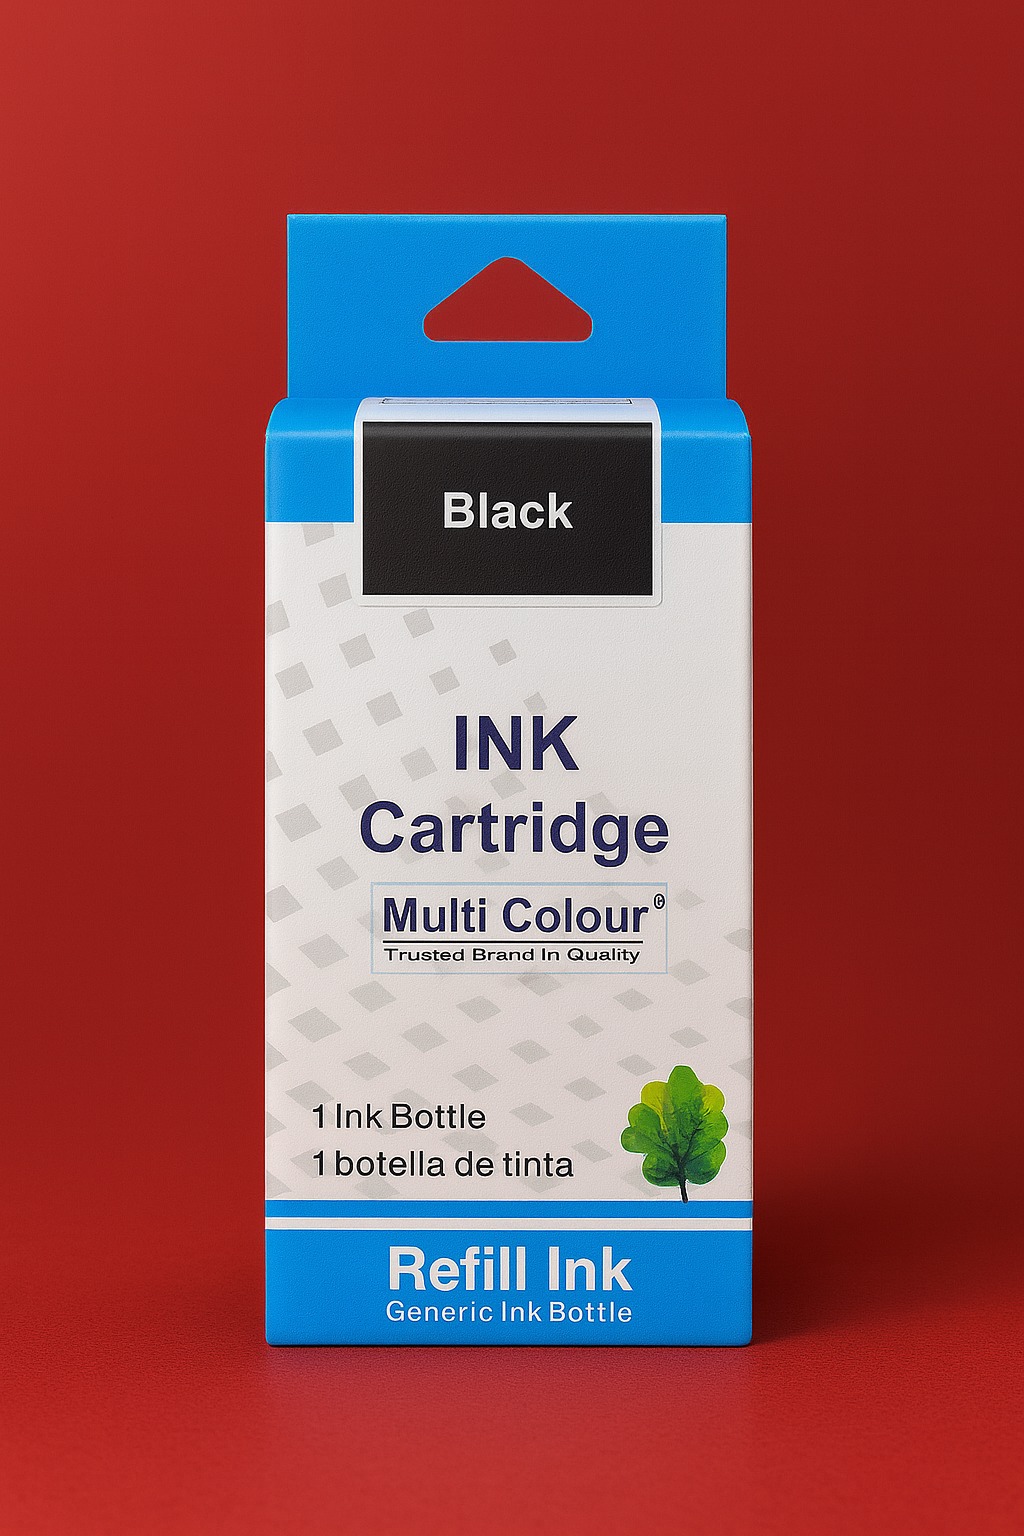 Black
INK
Cartridge
Multi Colour
Trusted Brand In Quality
1 Ink Bottle
1 botella de tinta
Refill Ink
Generic Ink Bottle